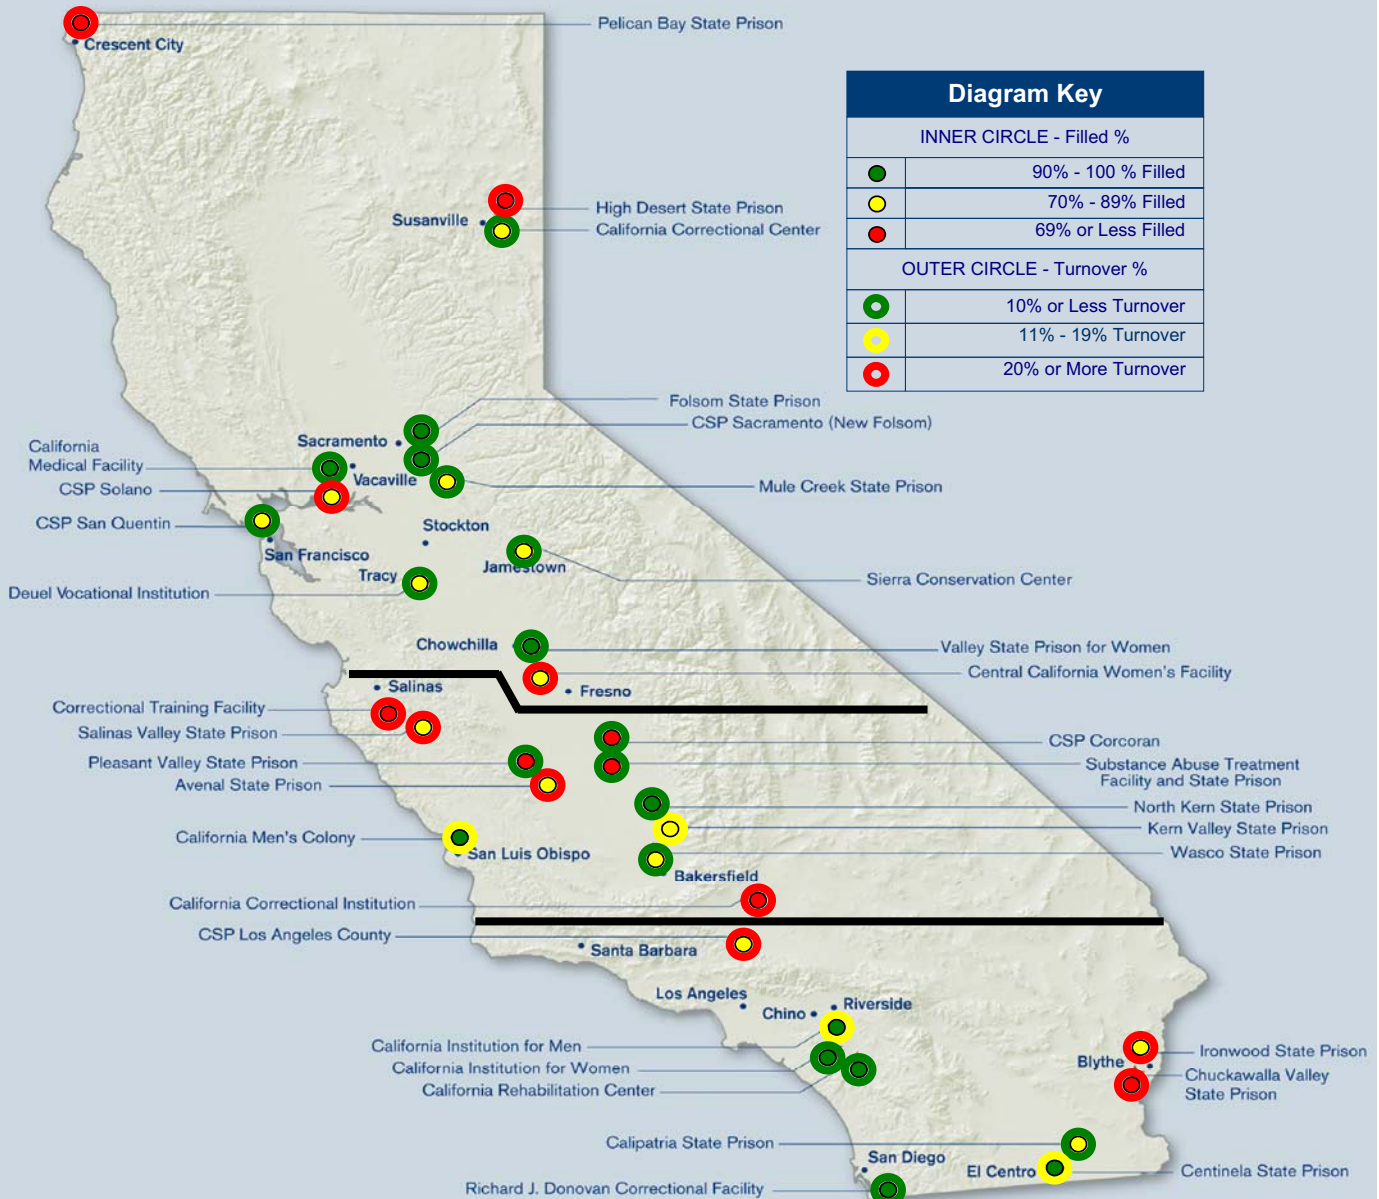 Pelican Bay State Prison
Crescent City
Diagram Key
INNER CIRCLE - Filled %
90% - 100 % Filled
70% - 89% Filled
69% or Less Filled
OUTER CIRCLE - Turnover %
10% or Less Turnover
11% - 19% Turnover
20% or More Turnover
Susanville
High Desert State Prison
California Correctional Center
Folsom State Prison
CSP Sacramento (New Folsom)
Sacramento
California
Medical Facility
Vacaville
CSP Solano
Mule Creek State Prison
CSP San Quentin
Stockton
San Francisco
Jamestown
Tracy
Sierra Conservation Center
Deuel Vocational Institution
Chowchilla
Valley State Prison for Women
Central California Women's Facility
Salinas
Fresno
Correctional Training Facility
Salinas Valley State Prison
CSP Corcoran
Pleasant Valley State Prison
Substance Abuse Treatment
Facility and State Prison
Avenal State Prison
North Kern State Prison
Kern Valley State Prison
California Men's Colony
San Luis Obispo
Wasco State Prison
Bakersfield
California Correctional Institution
CSP Los Angeles County
Santa Barbara
Los Angeles
Riverside
Chino
California Institution for Men
California Institution for Women
California Rehabilitation Center
Ironwood State Prison
Blythe
Chuckawalla Valley
State Prison
Calipatria State Prison
San Diego
El Centro
Centinela State Prison
Richard J. Donovan Correctional Facility